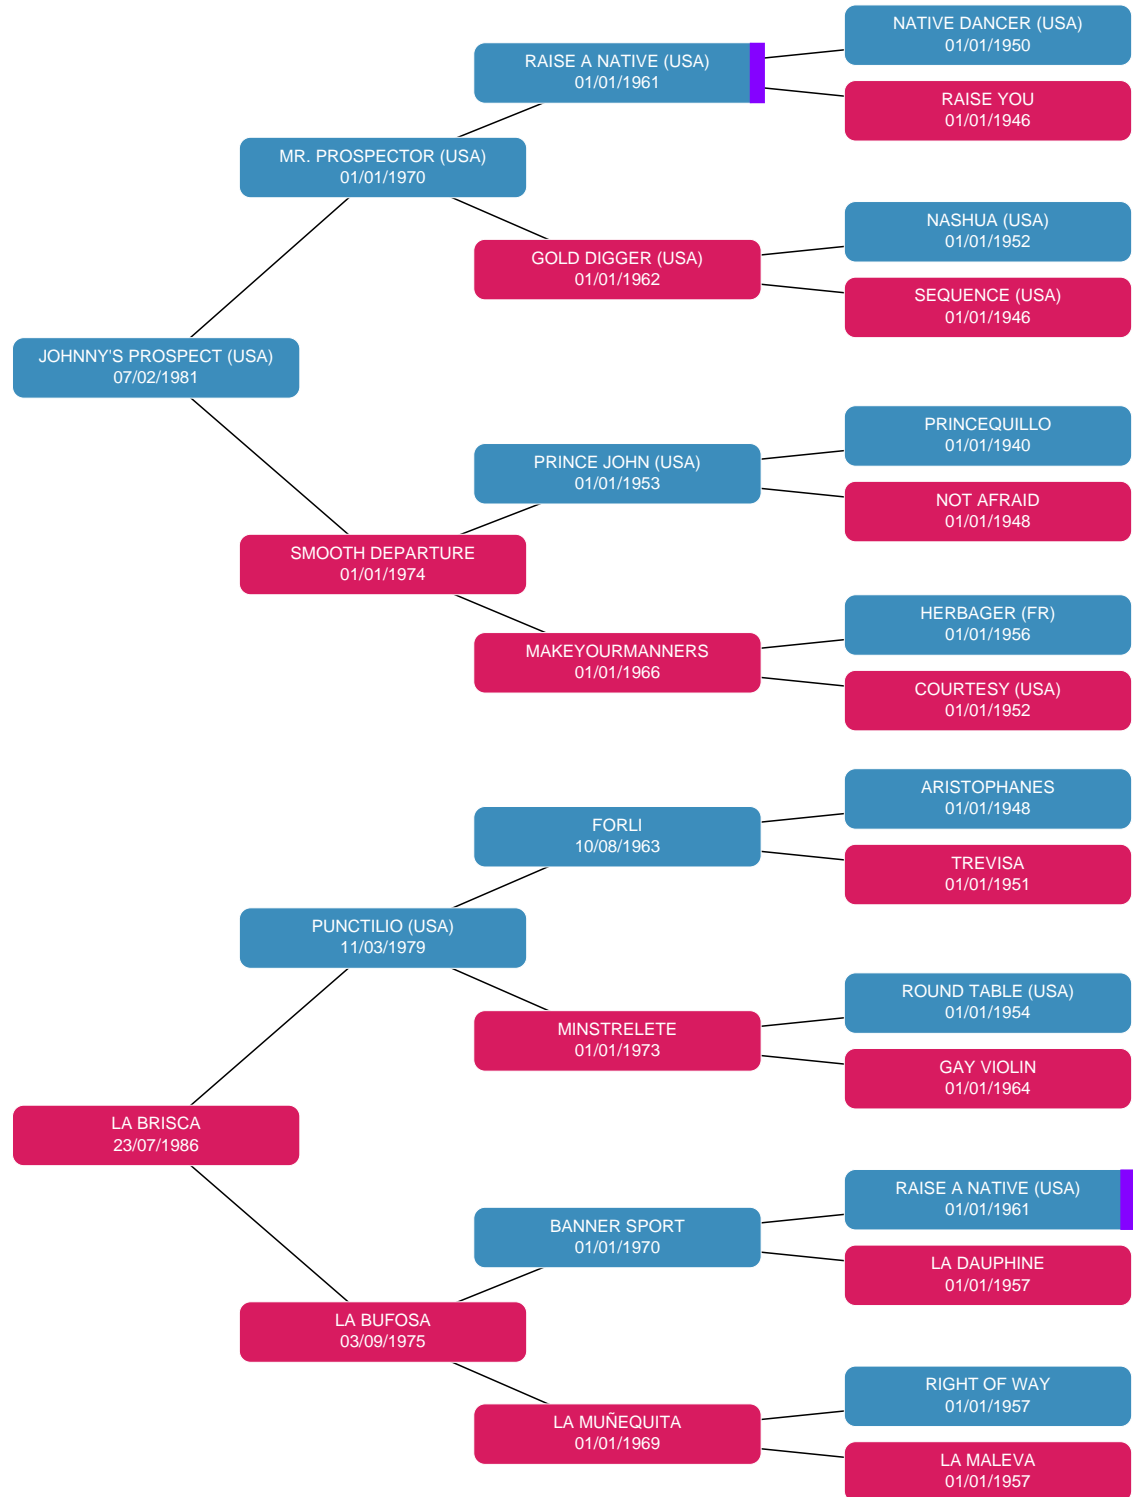 NATIVE DANCER (USA)
01/01/1950
RAISE A NATIVE (USA)
01/01/1961
RAISE YOU
01/01/1946
MR. PROSPECTOR (USA)
01/01/1970
NASHUA (USA)
01/01/1952
GOLD DIGGER (USA)
01/01/1962
SEQUENCE (USA)
01/01/1946
JOHNNY'S PROSPECT (USA)
07/02/1981
PRINCEQUILLO
01/01/1940
PRINCE JOHN (USA)
01/01/1953
NOT AFRAID
01/01/1948
SMOOTH DEPARTURE
01/01/1974
HERBAGER (FR)
01/01/1956
MAKEYOURMANNERS
01/01/1966
COURTESY (USA)
01/01/1952
ARISTOPHANES
01/01/1948
FORLI
10/08/1963
TREVISA
01/01/1951
PUNCTILIO (USA)
11/03/1979
ROUND TABLE (USA)
01/01/1954
MINSTRELETE
01/01/1973
GAY VIOLIN
01/01/1964
LA BRISCA
23/07/1986
RAISE A NATIVE (USA)
01/01/1961
BANNER SPORT
01/01/1970
LA DAUPHINE
01/01/1957
LA BUFOSA
03/09/1975
RIGHT OF WAY
01/01/1957
LA MUÑEQUITA
01/01/1969
LA MALEVA
01/01/1957